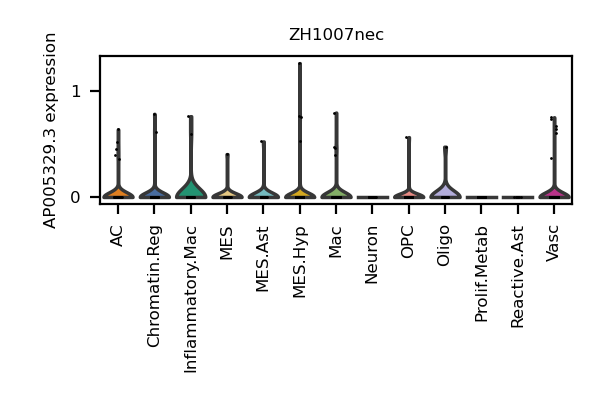 ZH1007nec
AP005329.3 expression
1
0
AC
Chromatin.Reg
Inflammatory.Mac
MES
MES.Ast
MES.Hyp
Mac
Neuron
OPC
Oligo
Prolif.Metab
Reactive.Ast
Vasc